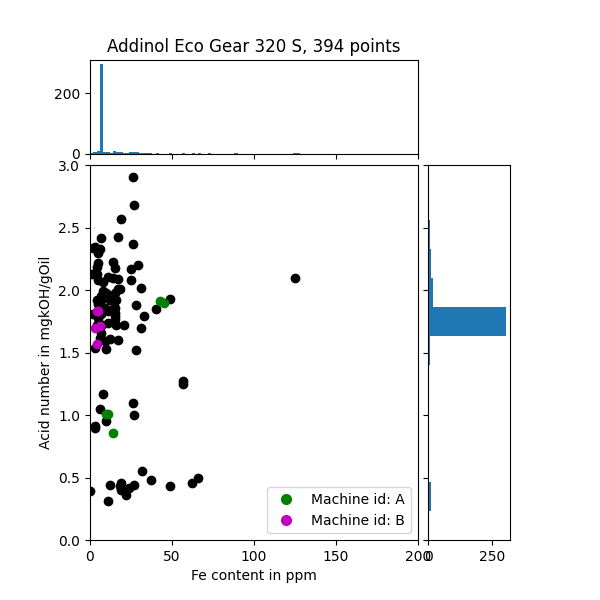 Addinol Eco Gear 320 S, 394 points
200
0
3.0
2.5
2.0
1.5
1.0
0.5
0.0
Acid number in mgkOH/gOil
Machine id: A
Machine id: B
0 50 100 150 200
0 250
Fe content in ppm